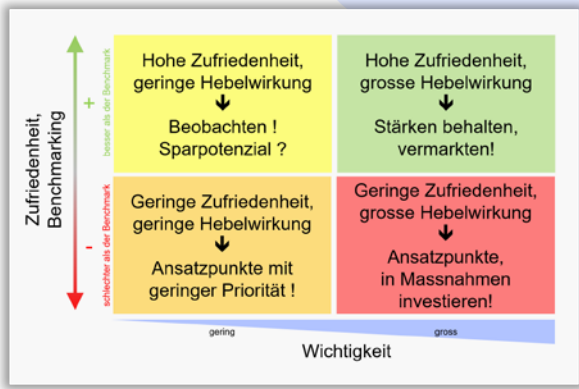 Zufriedenheit,
Benchmarking
+
besser als der Benchmark
-
schlechter als der Benchmark
Hohe Zufriedenheit,
geringe Hebelwirkung
Beobachten !
Sparpotenzial ?
Hohe Zufriedenheit,
grosse Hebelwirkung
Stärken behalten,
vermarkten!
Geringe Zufriedenheit,
geringe Hebelwirkung
Ansatzpunkte mit
geringer Priorität !
Geringe Zufriedenheit,
grosse Hebelwirkung
Ansatzpunkte,
in Massnahmen
investieren!
gering
gross
Wichtigkeit